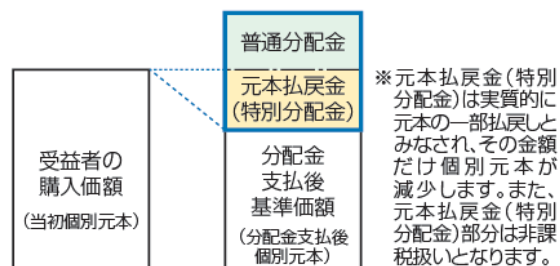 受益者の
購入価額
(当初個別元本)
普通分配金
元本払戻金
(特別分配金)
分配金
支払後
基準価額
(分配金支払後
個別元本)
※元本払戻金(特別
分配金)は実質的に
元本の一部払戻しと
みなされ、その金額
だけ個別元本が
減少します。また、
元本払戻金(特別
分配金)部分は非課
税扱いとなります。